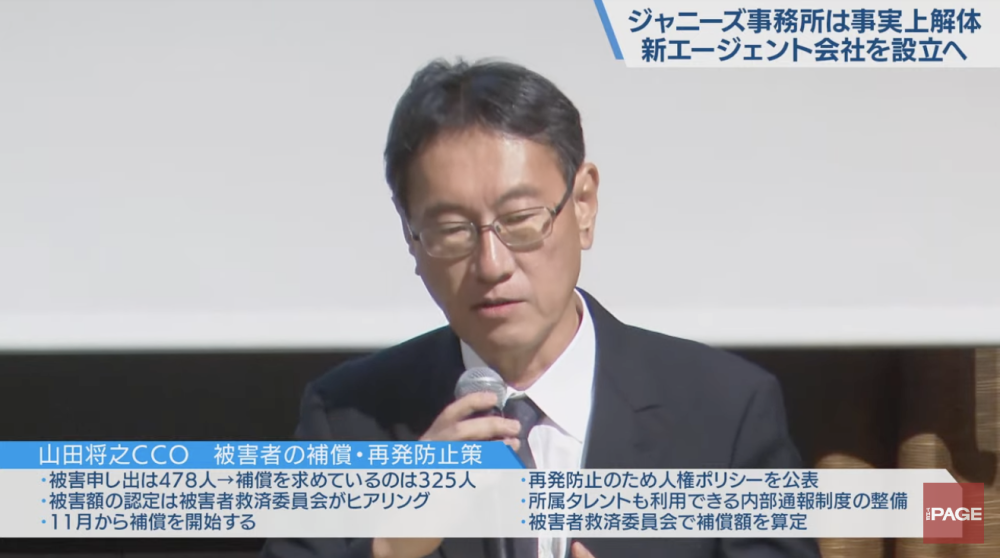 ジャニーズ事務所は事実上解体
新エージェント会社を設立へ
山田将之CCO 被害者の補償・再発防止策
・被害申し出は478人→補償を求めているのは325人
・被害額の認定は被害者救済委員会がヒアリング
・11月から補償を開始する
・再発防止のため人権ポリシーを公表
・所属タレントも利用できる内部通報制度の整備
・被害者救済委員会で補償額を算定
THE PAGE